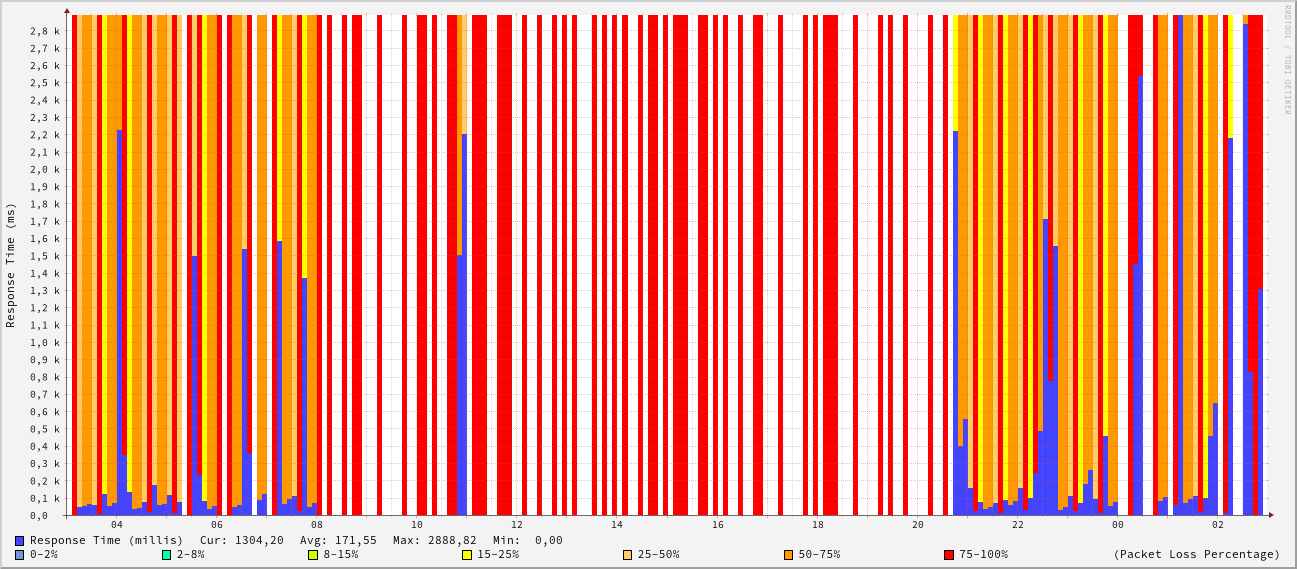 RRDTOOL / TOBI OETIKER
Response Time (ms)
2,8 k
2,7 k
2,6 k
2,5 k
2,4 k
2,3 k
2,2 k
2,1 k
2,0 k
1,9 k
1,8 k
1,7 k
1,6 k
1,5 k
1,4 k
1,3 k
1,2 k
1,1 k
1,0 k
0,9 k
0,8 k
0,7 k
0,6 k
0,5 k
0,4 k
0,3 k
0,2 k
0,1 k
0,0
04 06 08 10 12 14 16 18 20 22 00 02
Response Time (millis) Cur: 1304,20 Avg: 171,55 Max: 2888,82 Min: 0,00
0-2% 2-8% 8-15% 15-25% 25-50% 50-75% 75-100% (Packet Loss Percentage)